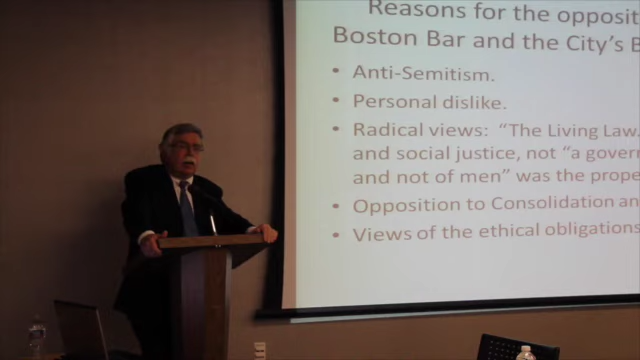 Reasons for the opposit
Boston Bar and the City's B
• Anti-Semitism.
• Personal dislike.
• Radical views: "The Living Law.
and social justice, not "a govern
and not of men" was the prope
• Opposition to Consolidation an
• Views of the ethical obligations